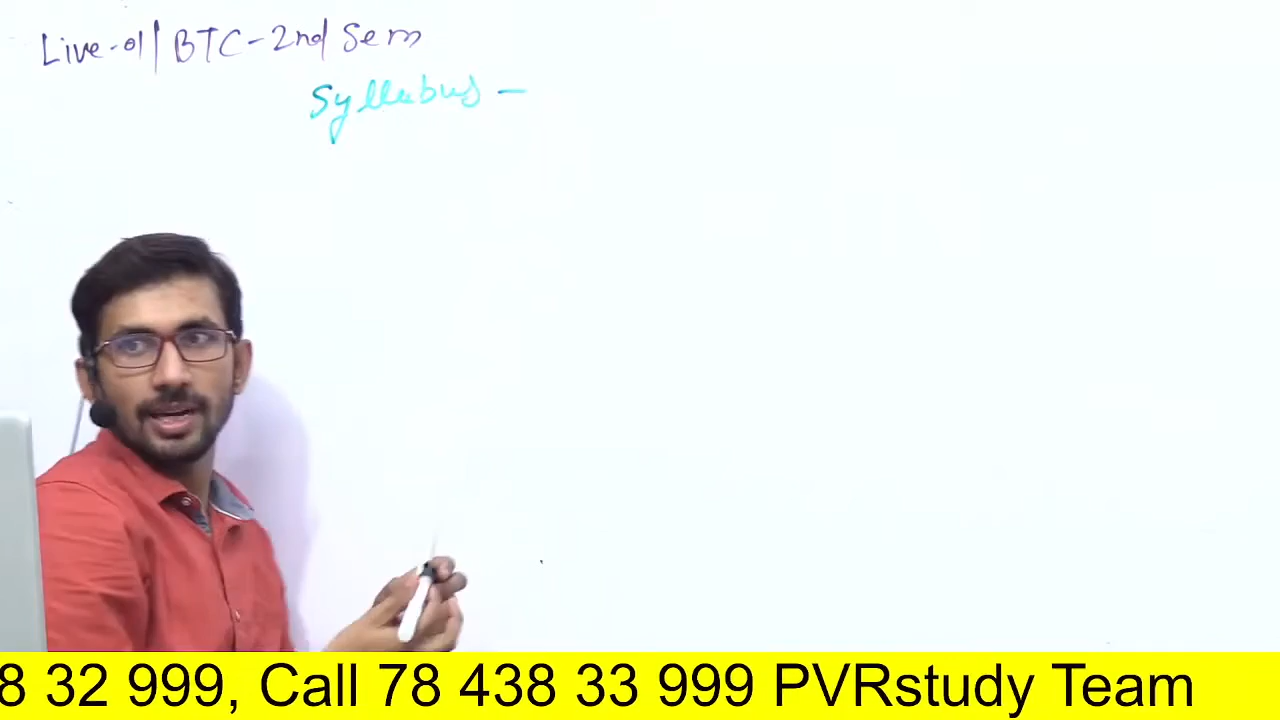 Live-01/ BTC-2nd Sem
Syllabus -
8 32 999, Call 78 438 33 999 PVRstudy Team